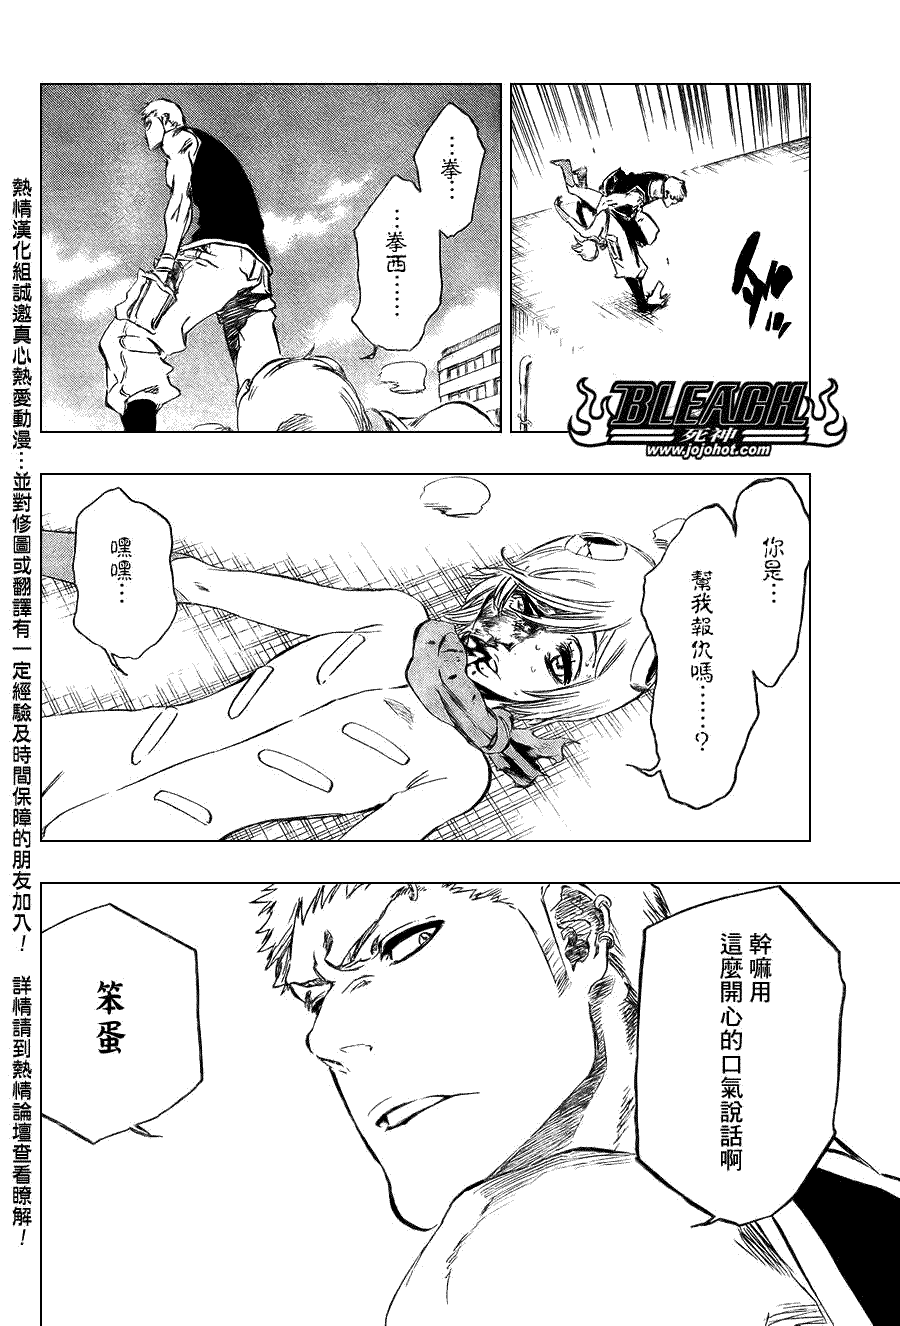 …拳…
…拳西………
BLEACH
死神
www.jojohot.com
你是…
幫我報仇嗎……?
嘿嘿…
幹嘛用
這麼開心的口氣說話啊
笨蛋
熱情漢化組誠邀真心熱愛動漫…並對修圖或翻譯有一定經驗及時間保障的朋友加入! 詳情請到熱情論壇查看瞭解!